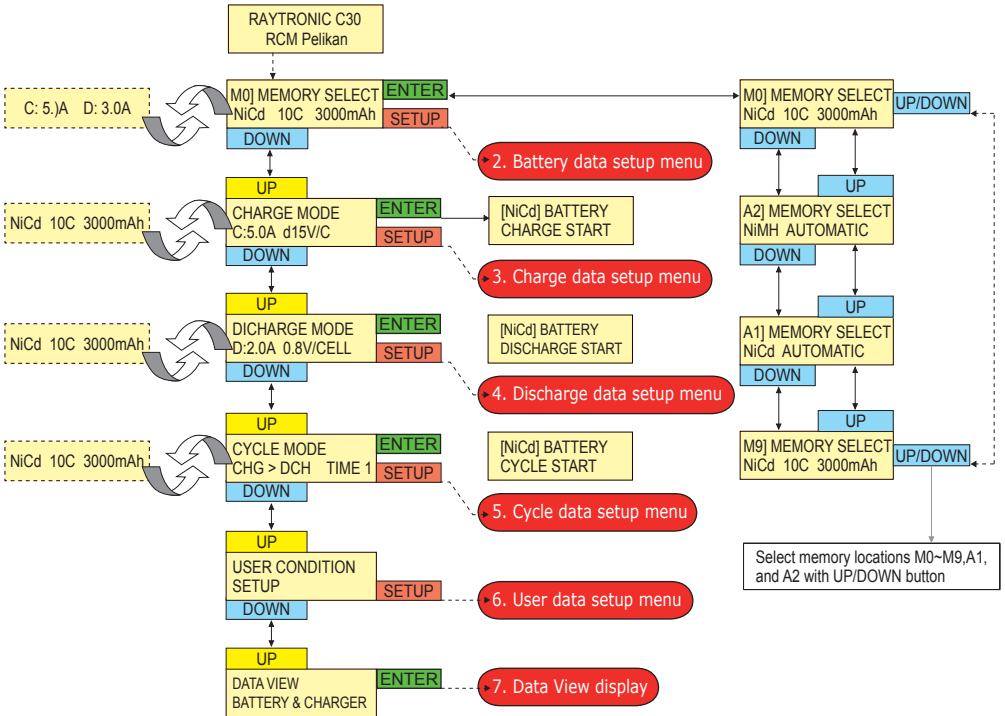 RAYTRONIC C30
RCM Pelikan
C: 5.)A D: 3.0A
M0] MEMORY SELECT
NiCd 10C 3000mAh
ENTER
SETUP
DOWN
2. Battery data setup menu
UP
NiCd 10C 3000mAh
CHARGE MODE
C:5.0A d15V/C
ENTER
SETUP
DOWN
[NiCd] BATTERY
CHARGE START
3. Charge data setup menu
UP
NiCd 10C 3000mAh
DICHARGE MODE
D:2.0A 0.8V/CELL
ENTER
SETUP
DOWN
[NiCd] BATTERY
DISCHARGE START
4. Discharge data setup menu
UP
NiCd 10C 3000mAh
CYCLE MODE
CHG > DCH TIME 1
ENTER
SETUP
DOWN
[NiCd] BATTERY
CYCLE START
5. Cycle data setup menu
UP
USER CONDITION
SETUP
SETUP
DOWN
6. User data setup menu
UP
DATA VIEW
BATTERY & CHARGER
ENTER
7. Data View display
M0] MEMORY SELECT
NiCd 10C 3000mAh
UP/DOWN
DOWN
UP
A2] MEMORY SELECT
NiMH AUTOMATIC
DOWN
UP
A1] MEMORY SELECT
NiCd AUTOMATIC
DOWN
UP
M9] MEMORY SELECT
NiCd 10C 3000mAh
UP/DOWN
Select memory locations M0~M9,A1,
and A2 with UP/DOWN button